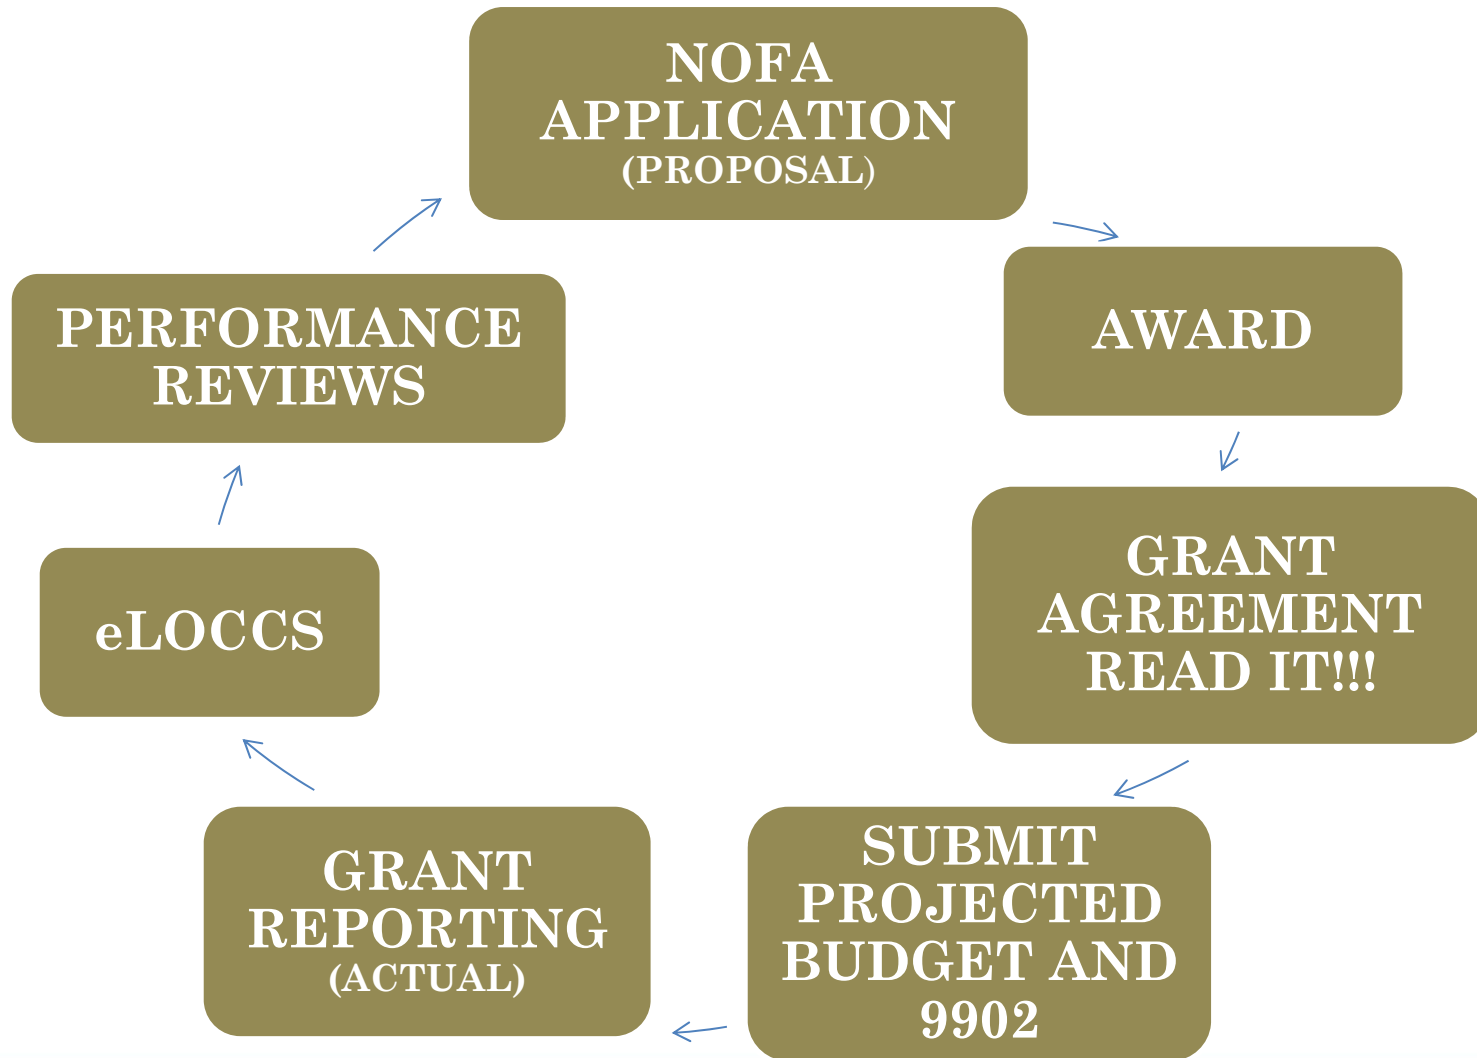 NOFA
APPLICATION
(PROPOSAL)
AWARD
GRANT
AGREEMENT
READ IT!!!
SUBMIT
PROJECTED
BUDGET AND
9902
GRANT
REPORTING
(ACTUAL)
eLOCCS
PERFORMANCE
REVIEWS